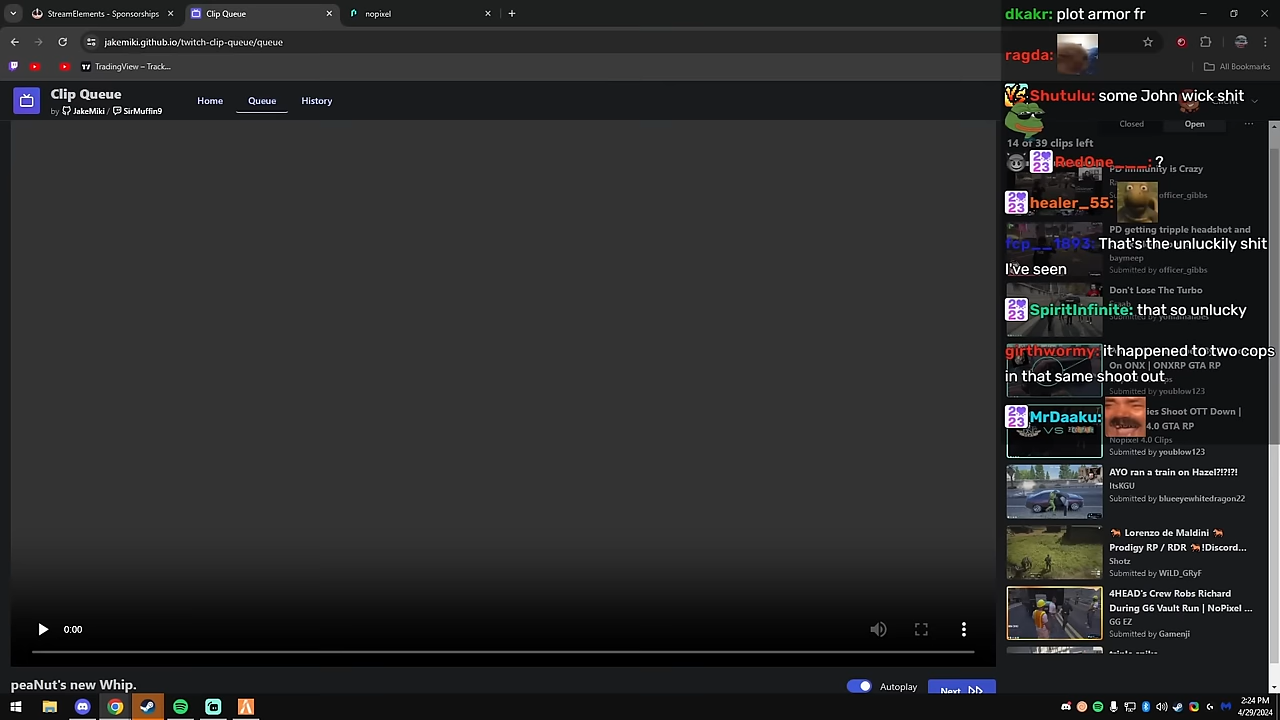 StreamElements - Sponsorships
Clip Queue
nopixel
jakemiki.github.io/twitch-clip-queue/queue
TradingView – Track...
All Bookmarks
Clip Queue
by JakeMiki / SirMuffin9
Home
Queue
History
dkakr: plot armor fr
ragda:
Shutulu: some John wick shit
Closed
Open
14 of 39 clips left
RedOne___: ?
PD Immunity is Crazy
officer_gibbs
healer_55:
PD getting tripple headshot and
fcp__1893: That's the unluckily shit
I've seen
baymeep
Submitted by officer_gibbs
Don't Lose The Turbo
SpiritInfinite: that so unlucky
girthwormy: it happened to two cops
in that same shoot out
On ONX | ONXRP GTA RP
Submitted by youblow123
MrDaaku:
ies Shoot OTT Down |
4.0 GTA RP
Nopixel 4.0 Clips
Submitted by youblow123
VS
AYO ran a train on Hazel?!?!?!
ItsKGU
Submitted by blueeyewhitedragon22
🐎 Lorenzo de Maldini 🐎
Prodigy RP / RDR 🐎!Discord...
Shotz
Submitted by WiLD_GRyF
4HEAD's Crew Robs Richard
During G6 Vault Run | NoPixel ...
GG EZ
Submitted by Gamenji
0:00
peaNut's new Whip.
Autoplay
Next
2:24 PM
4/29/2024